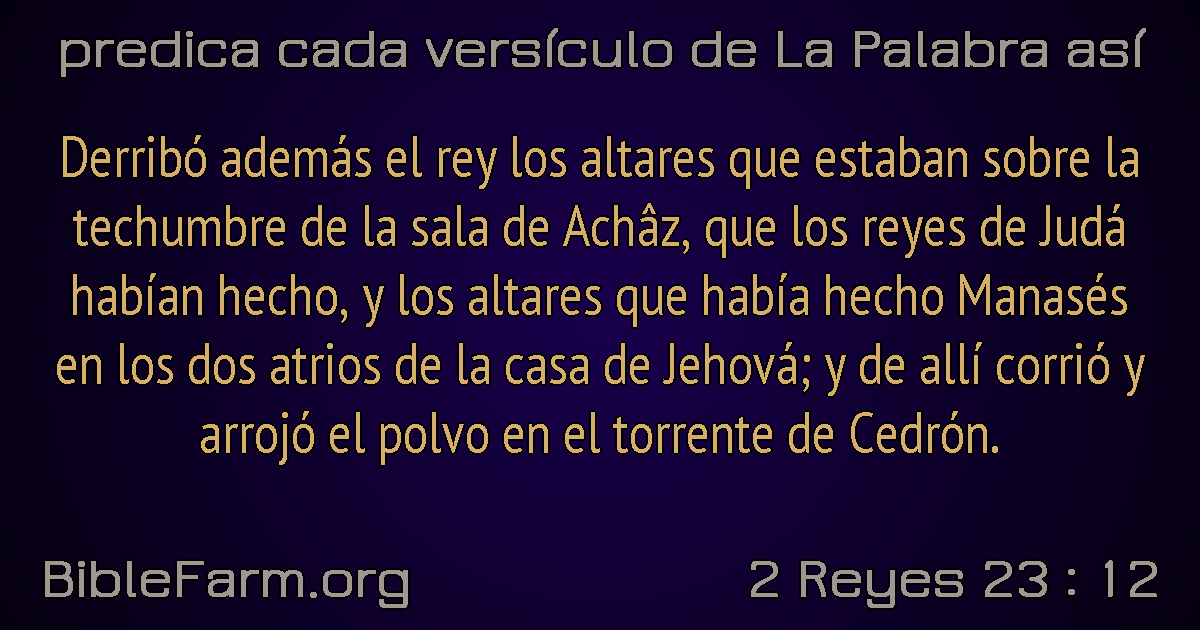 predica cada versículo de La Palabra así
Derribó además el rey los altares que estaban sobre la
techumbre de la sala de Achâz, que los reyes de Judá
habían hecho, y los altares que había hecho Manasés
en los dos atrios de la casa de Jehová; y de allí corrió y
arrojó el polvo en el torrente de Cedrón.
BibleFarm.org
2 Reyes 23 : 12